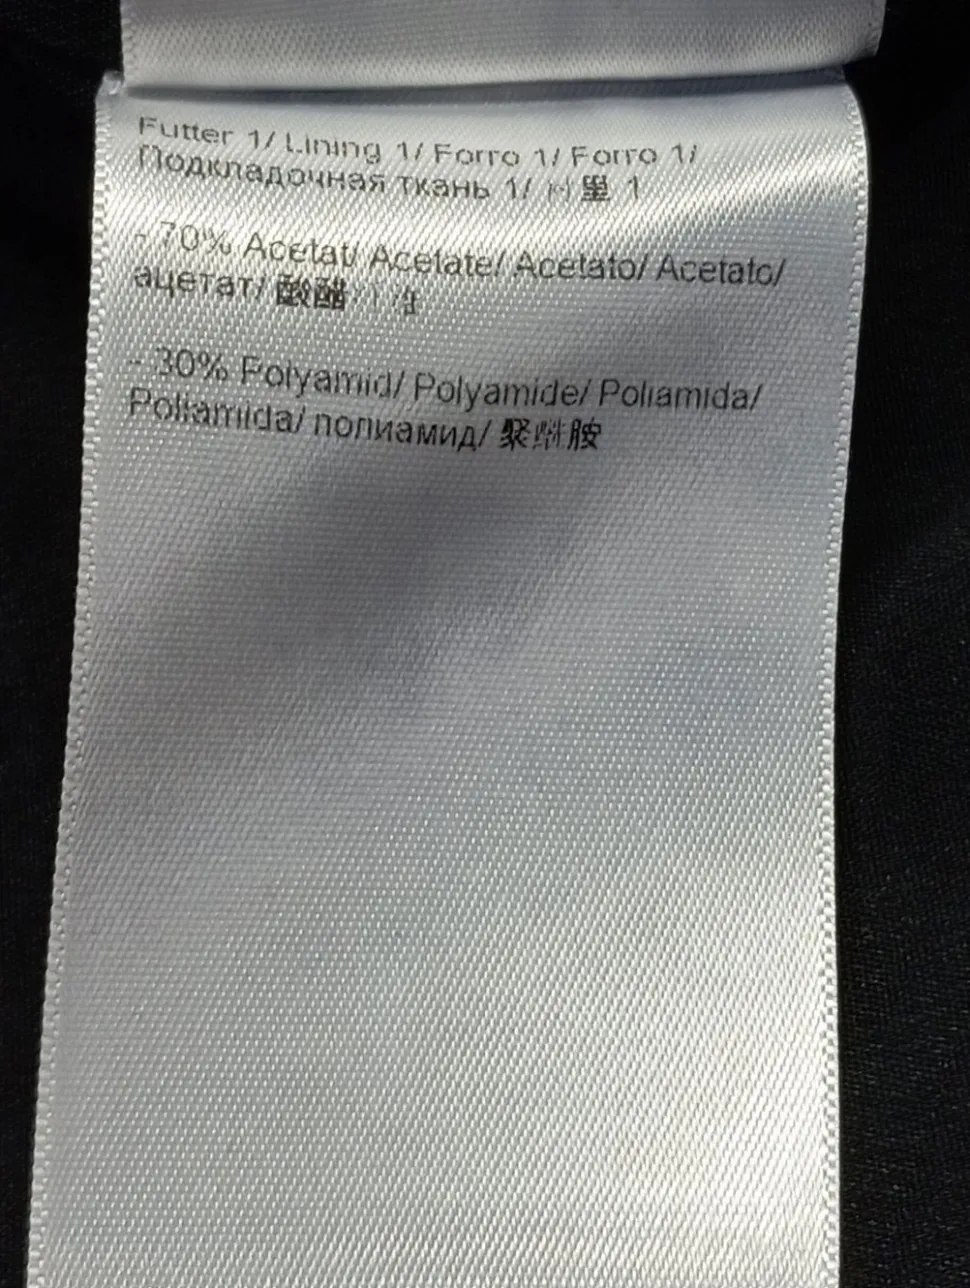 Futter 1/ Lining 1/ Forro 1/ Forro 1/
Подкладочная ткань 1/ 里 1
- 70% Acetat/ Acetate/ Acetato/ Acetato/
ацетат/
- 30% Polyamid/ Polyamide/ Poliamida/
Poliamida/ полиамид/ 聚酰胺